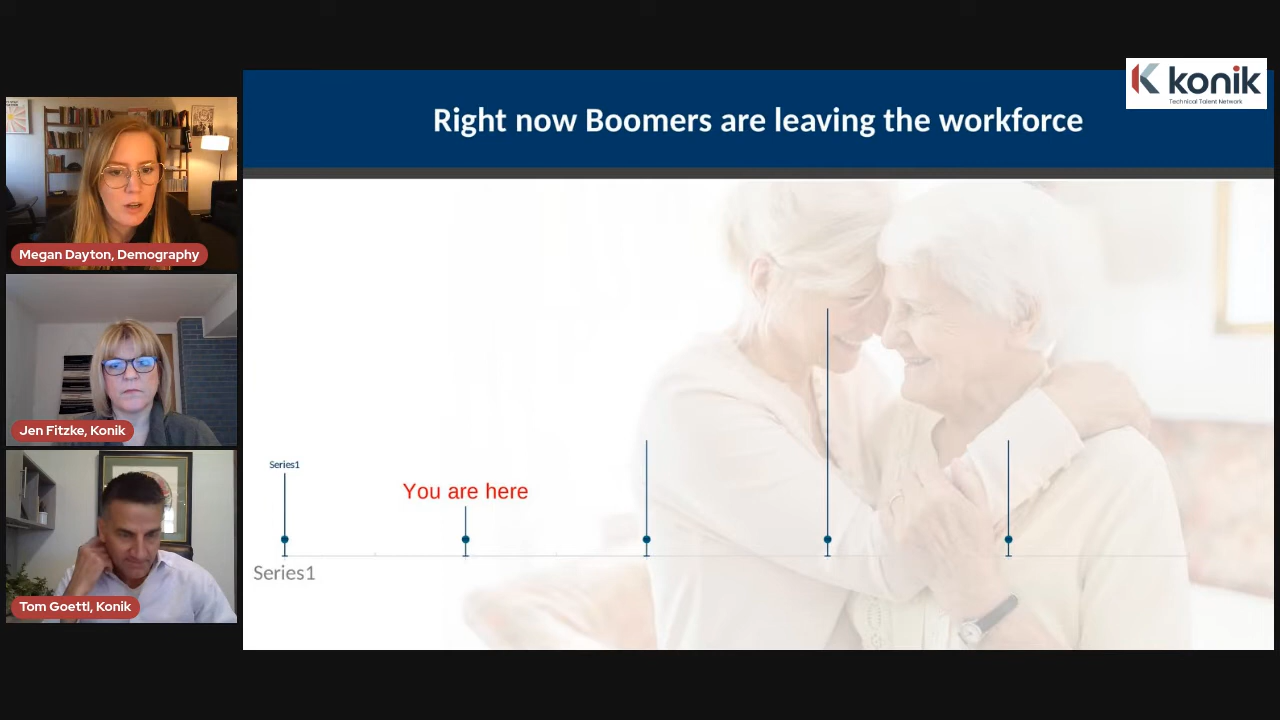 Right now Boomers are leaving the workforce
konik
Technical Talent Network
Megan Dayton, Demography
Jen Fitzke, Konik
Tom Goettl, Konik
Series1
You are here
Series1